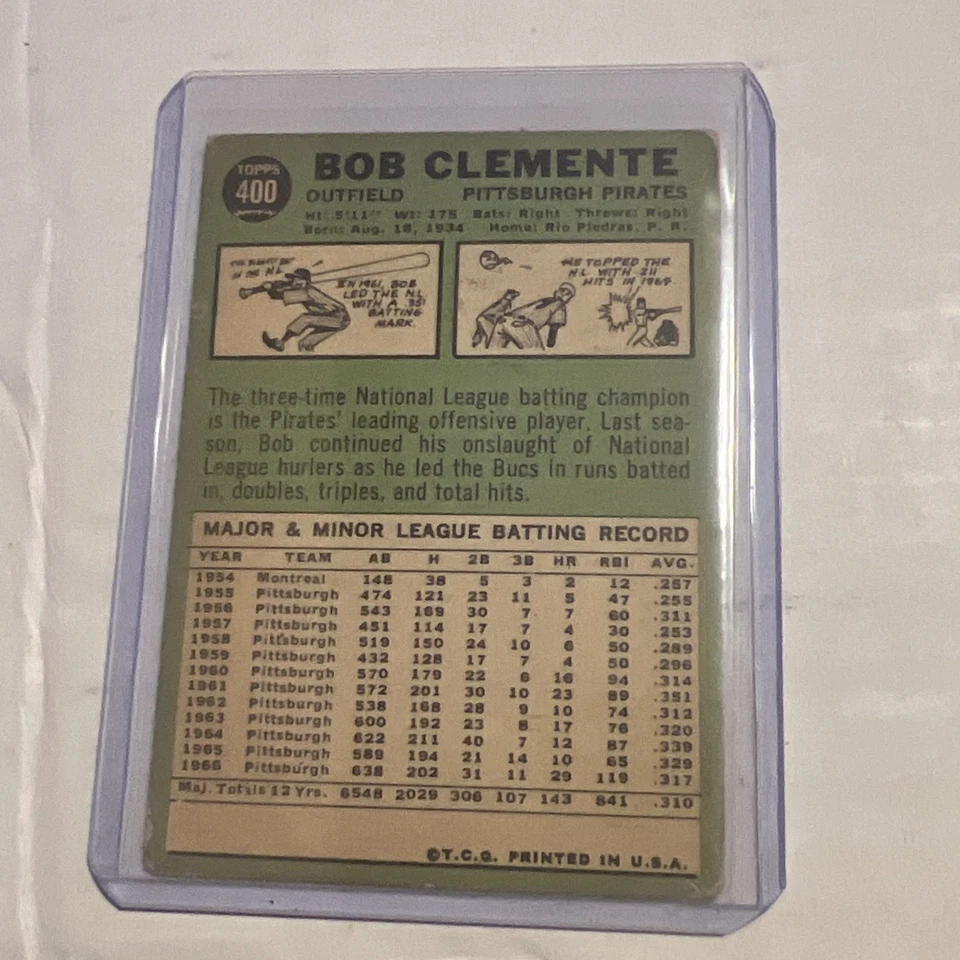 TOPPS
400
BOB CLEMENTE
OUTFIELD PITTSBURGH PIRATES
Ht: 5'11" Wt: 175 Bats: Right Throws: Right
Born: Aug. 18, 1934 Home: Rio Piedras, P. R.
IN THE N.L.
IN 1961, BOB
LED THE N.L.
WITH A .351
BATTING
MARK.
HE TOPPED THE
N.L. WITH 211
HITS IN 1964.
The three-time National League batting champion
is the Pirates' leading offensive player. Last sea-
son, Bob continued his onslaught of National
League hurlers as he led the Bucs in runs batted
in, doubles, triples, and total hits.
MAJOR & MINOR LEAGUE BATTING RECORD
YEAR TEAM AB H 2B 3B HR RBI AVG.
1954 Montreal 148 38 5 3 2 12 .257
1955 Pittsburgh 474 121 23 11 5 47 .255
1956 Pittsburgh 543 169 30 7 7 60 .311
1957 Pittsburgh 451 114 17 7 4 30 .253
1958 Pittsburgh 519 150 24 10 6 50 .289
1959 Pittsburgh 432 128 17 7 4 50 .296
1960 Pittsburgh 570 179 22 6 16 94 .314
1961 Pittsburgh 572 201 30 10 23 89 .351
1962 Pittsburgh 538 168 28 9 10 74 .312
1963 Pittsburgh 600 192 23 8 17 76 .320
1964 Pittsburgh 622 211 40 7 12 87 .339
1965 Pittsburgh 589 194 21 14 10 65 .329
1966 Pittsburgh 638 202 31 11 29 119 .317
Maj. Totals 12 Yrs. 6548 2029 306 107 143 841 .310
©T.C.G. PRINTED IN U.S.A.